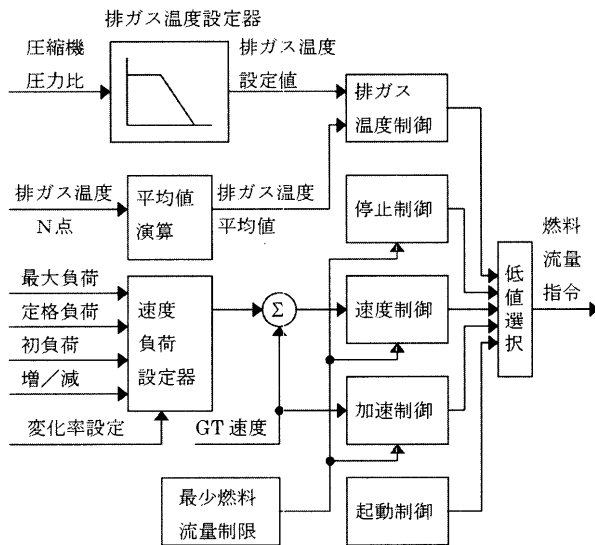 排ガス温度設定器
圧縮機
圧力比
排ガス温度
設定値
排ガス
温度制御
排ガス温度
N点
平均値
演算
排ガス温度
平均値
停止制御
燃料
流量
指令
最大負荷
定格負荷
初負荷
増／減
速度
負荷
設定器
Σ
速度制御
低値選択
変化率設定
GT速度
加速制御
最少燃料
流量制限
起動制御